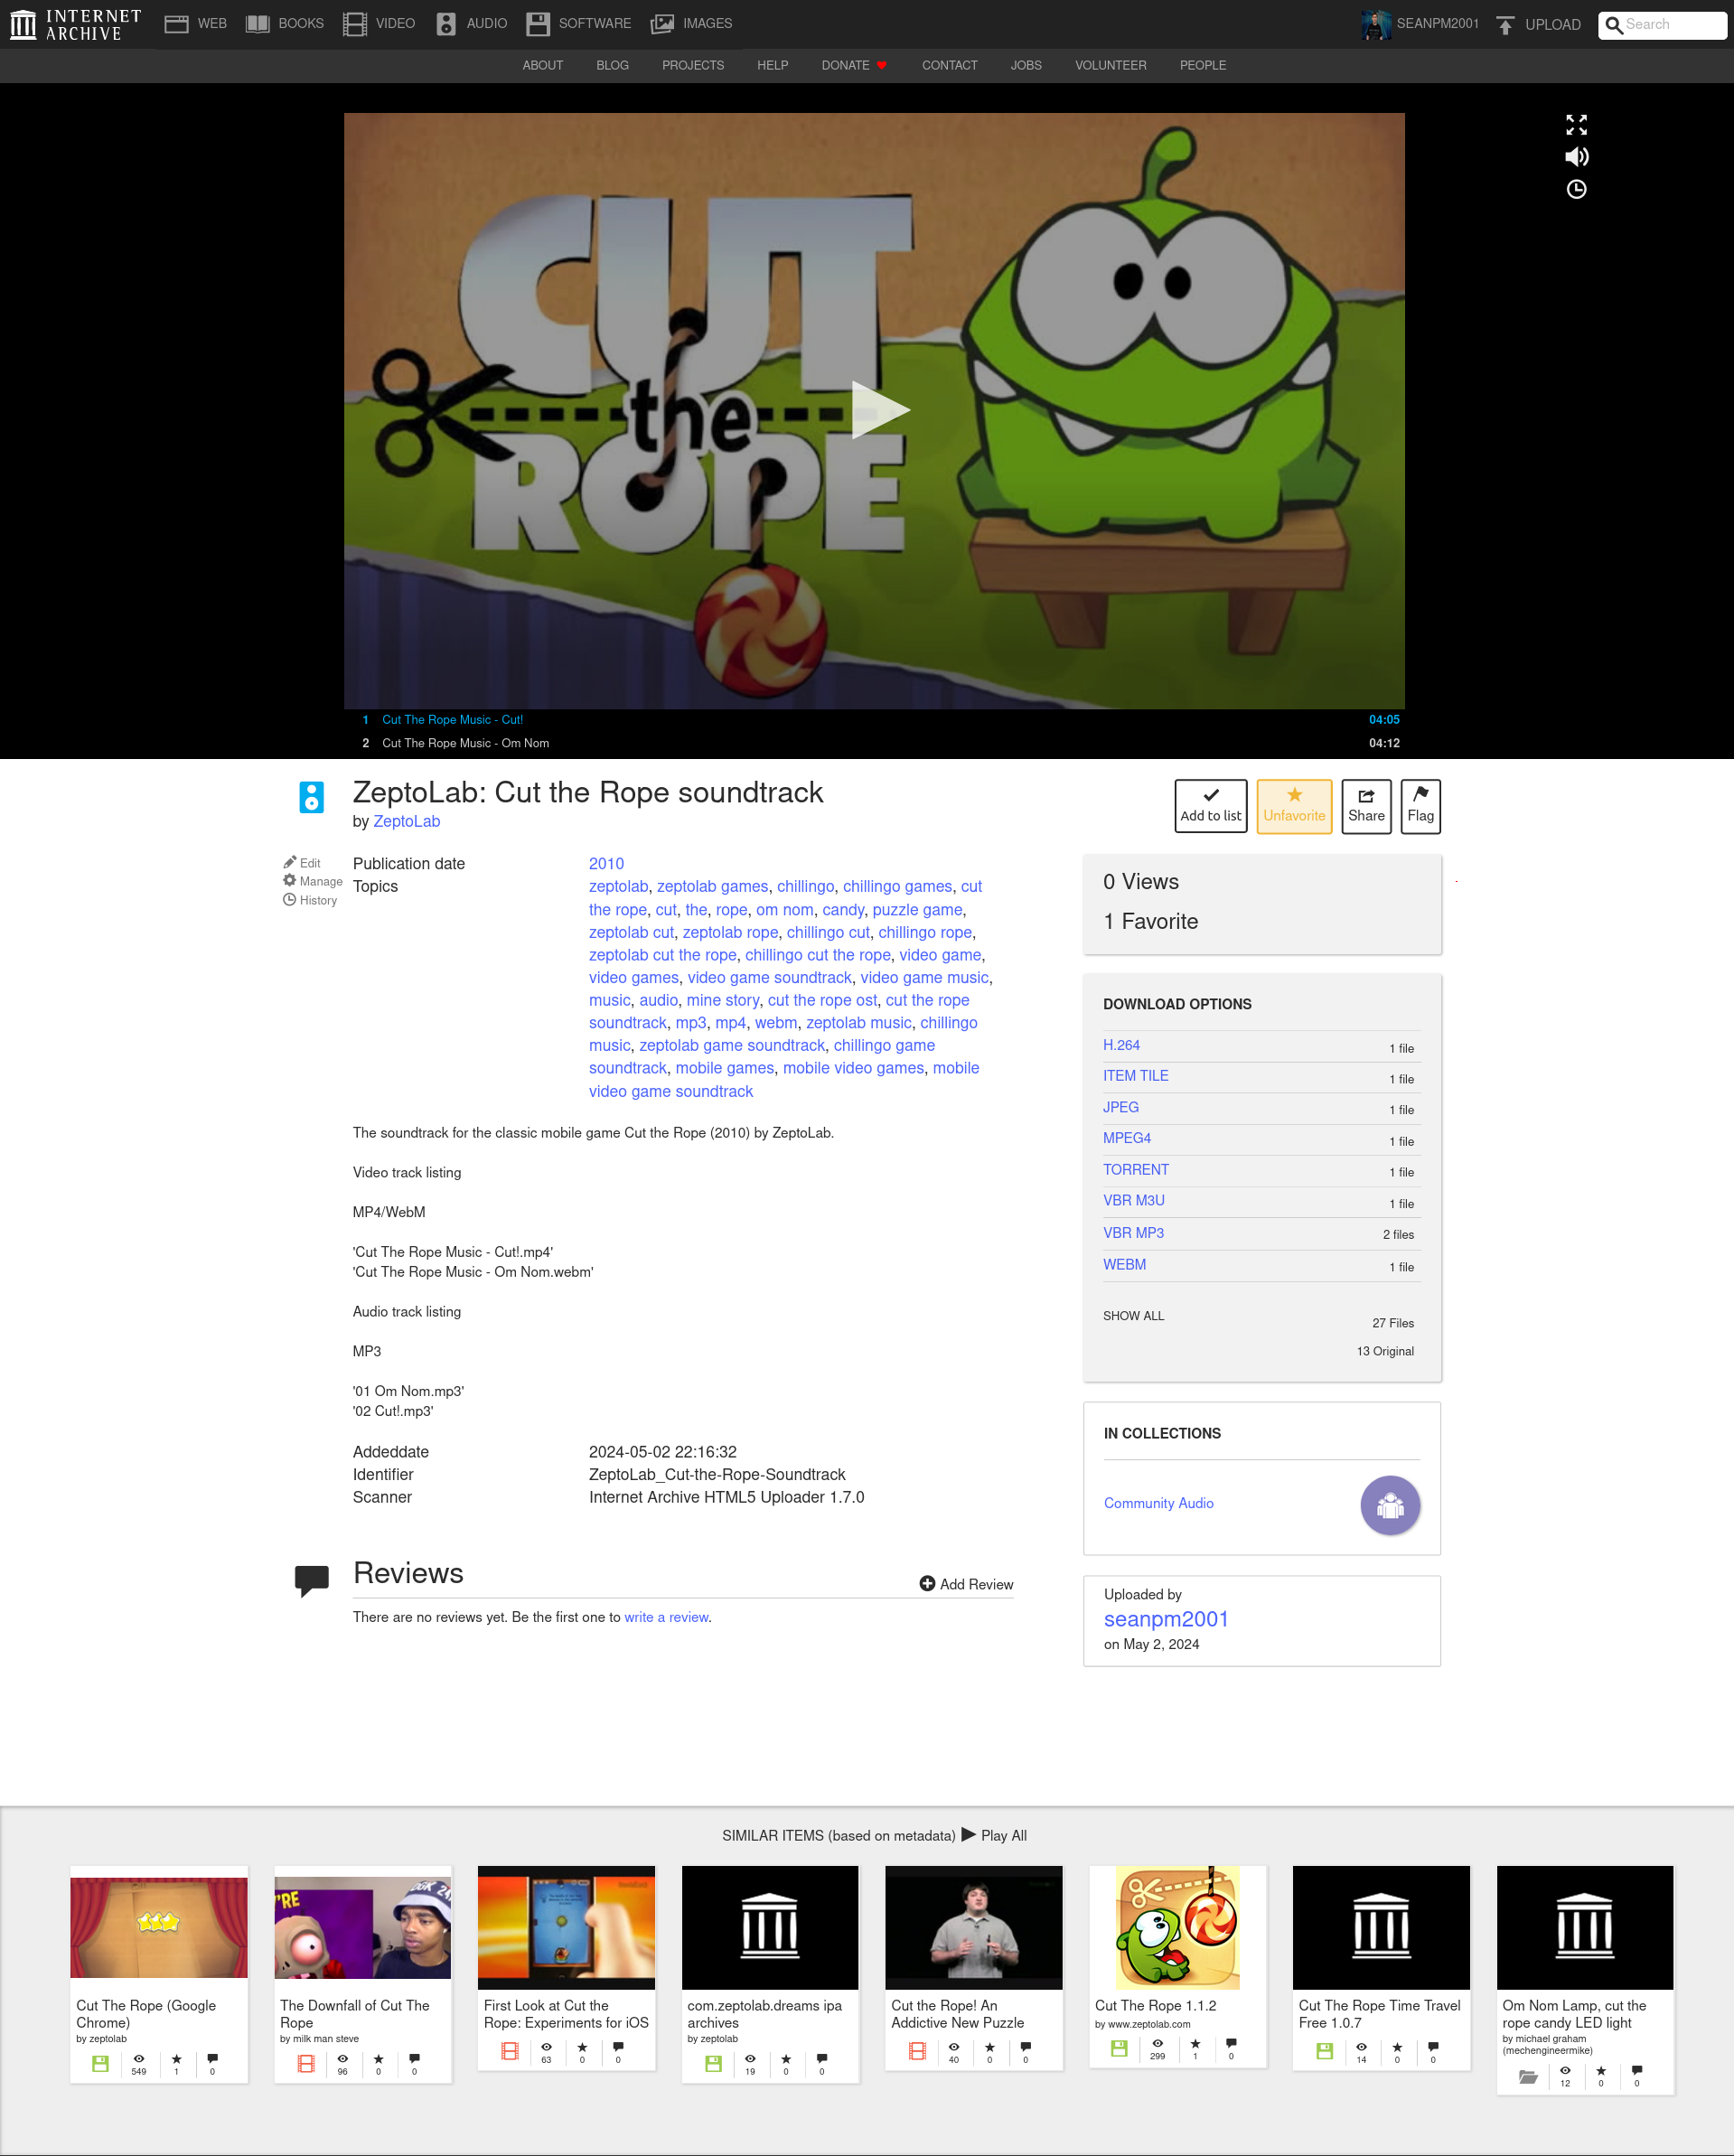 INTERNET ARCHIVE
WEB
BOOKS
VIDEO
AUDIO
SOFTWARE
IMAGES
SEANPM2001
UPLOAD
Search
ABOUT
BLOG
PROJECTS
HELP
DONATE
CONTACT
JOBS
VOLUNTEER
PEOPLE
CUT
the
ROPE
1 Cut The Rope Music - Cut! 04:05
2 Cut The Rope Music - Om Nom 04:12
ZeptoLab: Cut the Rope soundtrack
by ZeptoLab
Add to list
Unfavorite
Share
Flag
Edit
Manage
History
Publication date 2010
Topics zeptolab, zeptolab games, chillingo, chillingo games, cut
the rope, cut, the, rope, om nom, candy, puzzle game,
zeptolab cut, zeptolab rope, chillingo cut, chillingo rope,
zeptolab cut the rope, chillingo cut the rope, video game,
video games, video game soundtrack, video game music,
music, audio, mine story, cut the rope ost, cut the rope
soundtrack, mp3, mp4, webm, zeptolab music, chillingo
music, zeptolab game soundtrack, chillingo game
soundtrack, mobile games, mobile video games, mobile
video game soundtrack
The soundtrack for the classic mobile game Cut the Rope (2010) by ZeptoLab.
Video track listing
MP4/WebM
'Cut The Rope Music - Cut!.mp4'
'Cut The Rope Music - Om Nom.webm'
Audio track listing
MP3
'01 Om Nom.mp3'
'02 Cut!.mp3'
Addeddate 2024-05-02 22:16:32
Identifier ZeptoLab_Cut-the-Rope-Soundtrack
Scanner Internet Archive HTML5 Uploader 1.7.0
Reviews
Add Review
There are no reviews yet. Be the first one to write a review.
0 Views
1 Favorite
DOWNLOAD OPTIONS
H.264 1 file
ITEM TILE 1 file
JPEG 1 file
MPEG4 1 file
TORRENT 1 file
VBR M3U 1 file
VBR MP3 2 files
WEBM 1 file
SHOW ALL 27 Files
13 Original
IN COLLECTIONS
Community Audio
Uploaded by
seanpm2001
on May 2, 2024
SIMILAR ITEMS (based on metadata) Play All
Cut The Rope (Google
Chrome)
by zeptolab
549 1 0
'RE
The Downfall of Cut The
Rope
by milk man steve
96 0 0
First Look at Cut the
Rope: Experiments for iOS
63 0 0
com.zeptolab.dreams ipa
archives
by zeptolab
19 0 0
Cut the Rope! An
Addictive New Puzzle
40 0 0
Cut The Rope 1.1.2
by www.zeptolab.com
299 1 0
Cut The Rope Time Travel
Free 1.0.7
14 0 0
Om Nom Lamp, cut the
rope candy LED light
by michael graham
(mechengineermike)
12 0 0